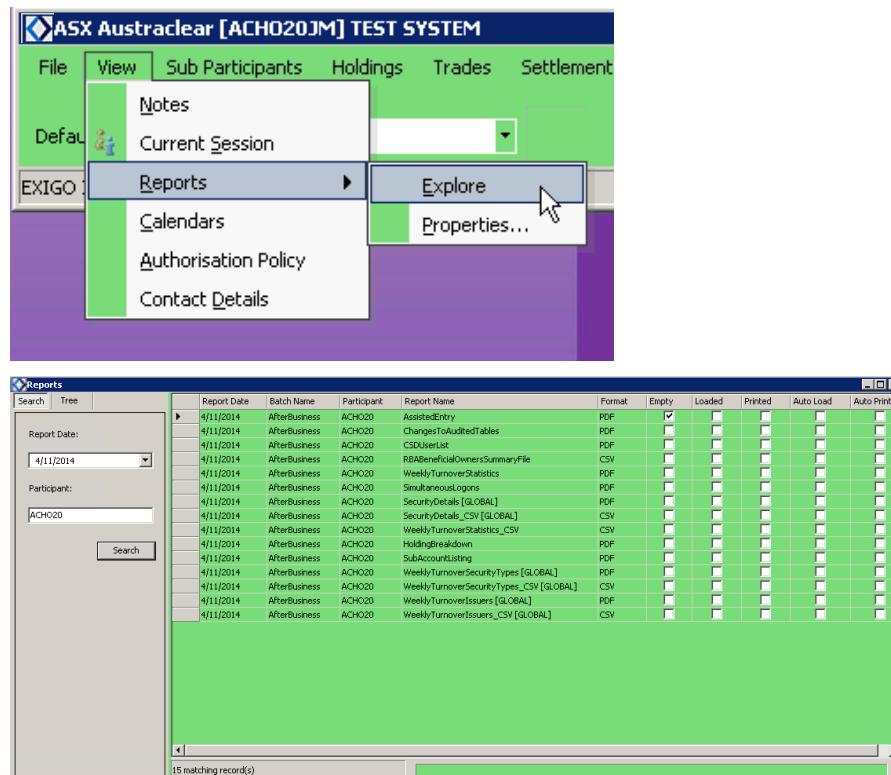 ASX Austraclear [ACHO20JM] TEST SYSTEM
File View Sub Participants Holdings Trades Settlement
Notes
Defau
Current Session
EXIGO
Reports Explore
Calendars Properties...
Authorisation Policy
Contact Details
Reports
Search Tree
Report Date:
4/11/2014
Participant:
ACHO20
Search
Report Date Batch Name Participant Report Name Format Empty Loaded Printed Auto Load Auto Print
4/11/2014 AfterBusiness ACHO20 AssistedEntry PDF
4/11/2014 AfterBusiness ACHO20 ChangesToAuditedTables PDF
4/11/2014 AfterBusiness ACHO20 CSDUserList PDF
4/11/2014 AfterBusiness ACHO20 RBABeneficialOwnersSummaryFile CSV
4/11/2014 AfterBusiness ACHO20 WeeklyTurnoverStatistics PDF
4/11/2014 AfterBusiness ACHO20 SimultaneousLogons PDF
4/11/2014 AfterBusiness ACHO20 SecurityDetails [GLOBAL] PDF
4/11/2014 AfterBusiness ACHO20 SecurityDetails_CSV [GLOBAL] CSV
4/11/2014 AfterBusiness ACHO20 WeeklyTurnoverStatistics_CSV CSV
4/11/2014 AfterBusiness ACHO20 HoldingBreakdown PDF
4/11/2014 AfterBusiness ACHO20 SubAccountListing PDF
4/11/2014 AfterBusiness ACHO20 WeeklyTurnoverSecurityTypes [GLOBAL] PDF
4/11/2014 AfterBusiness ACHO20 WeeklyTurnoverSecurityTypes_CSV [GLOBAL] CSV
4/11/2014 AfterBusiness ACHO20 WeeklyTurnoverIssuers [GLOBAL] PDF
4/11/2014 AfterBusiness ACHO20 WeeklyTurnoverIssuers_CSV [GLOBAL] CSV
15 matching record(s)